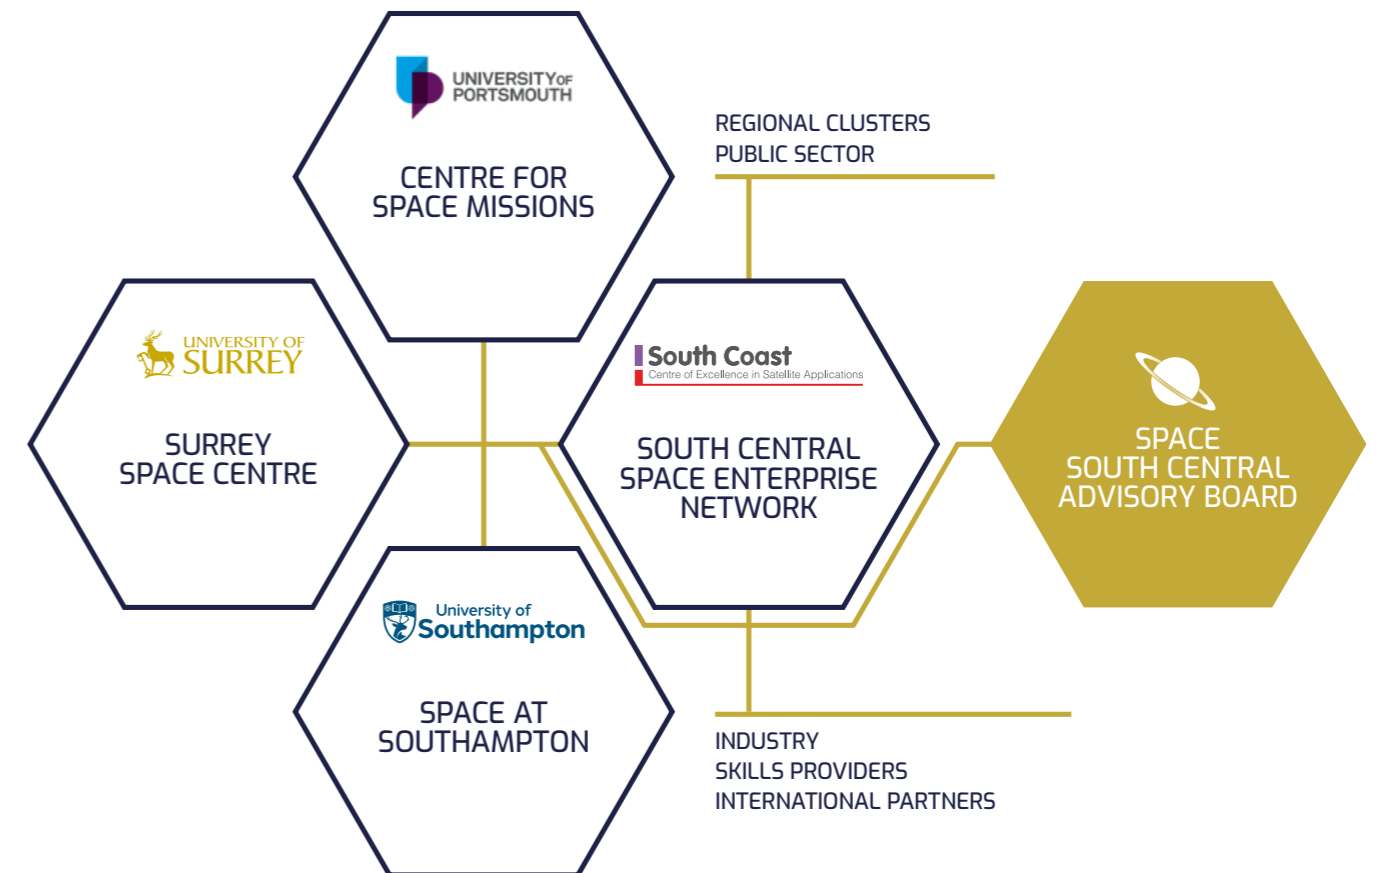 UNIVERSITY OF
PORTSMOUTH
CENTRE FOR
SPACE MISSIONS
REGIONAL CLUSTERS
PUBLIC SECTOR
UNIVERSITY OF
SURREY
SURREY
SPACE CENTRE
South Coast
Centre of Excellence in Satellite Applications
SOUTH CENTRAL
SPACE ENTERPRISE
NETWORK
SPACE
SOUTH CENTRAL
ADVISORY BOARD
University of
Southampton
SPACE AT
SOUTHAMPTON
INDUSTRY
SKILLS PROVIDERS
INTERNATIONAL PARTNERS